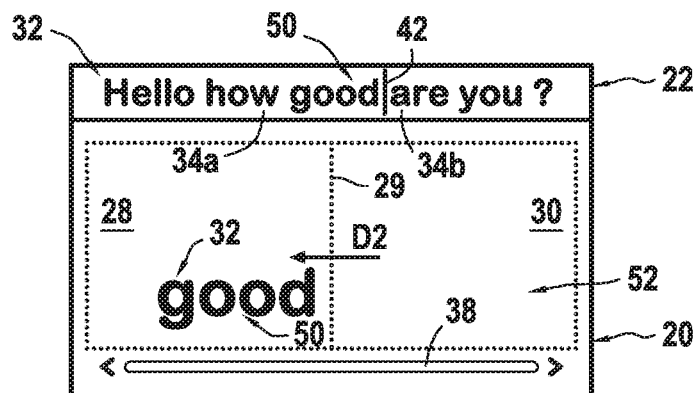 32 50 42
Hello how good are you ? 22
34a 34b
28 29 30
32 D2
good 52
50 38 20
< >